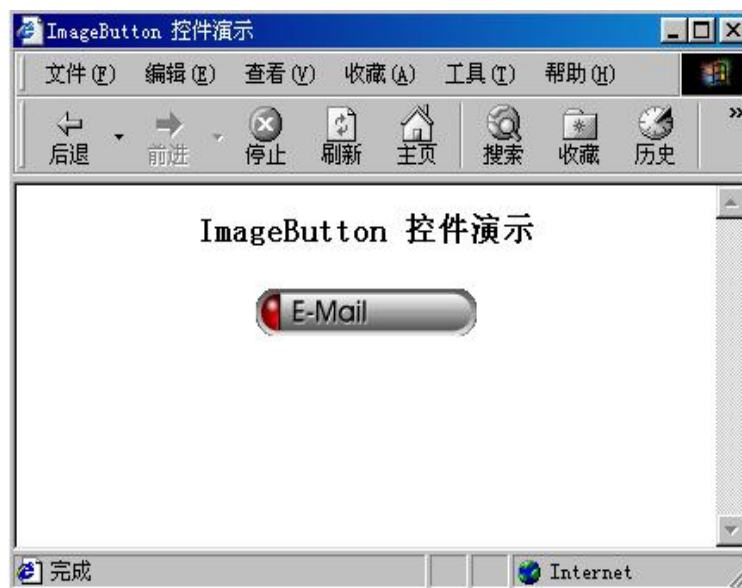 ImageButton 控件演示
文件(F) 编辑(E) 查看(V) 收藏(A) 工具(T) 帮助(H)
后退 前进 停止 刷新 主页 搜索 收藏 历史 »
ImageButton 控件演示
E-Mail
完成 Internet